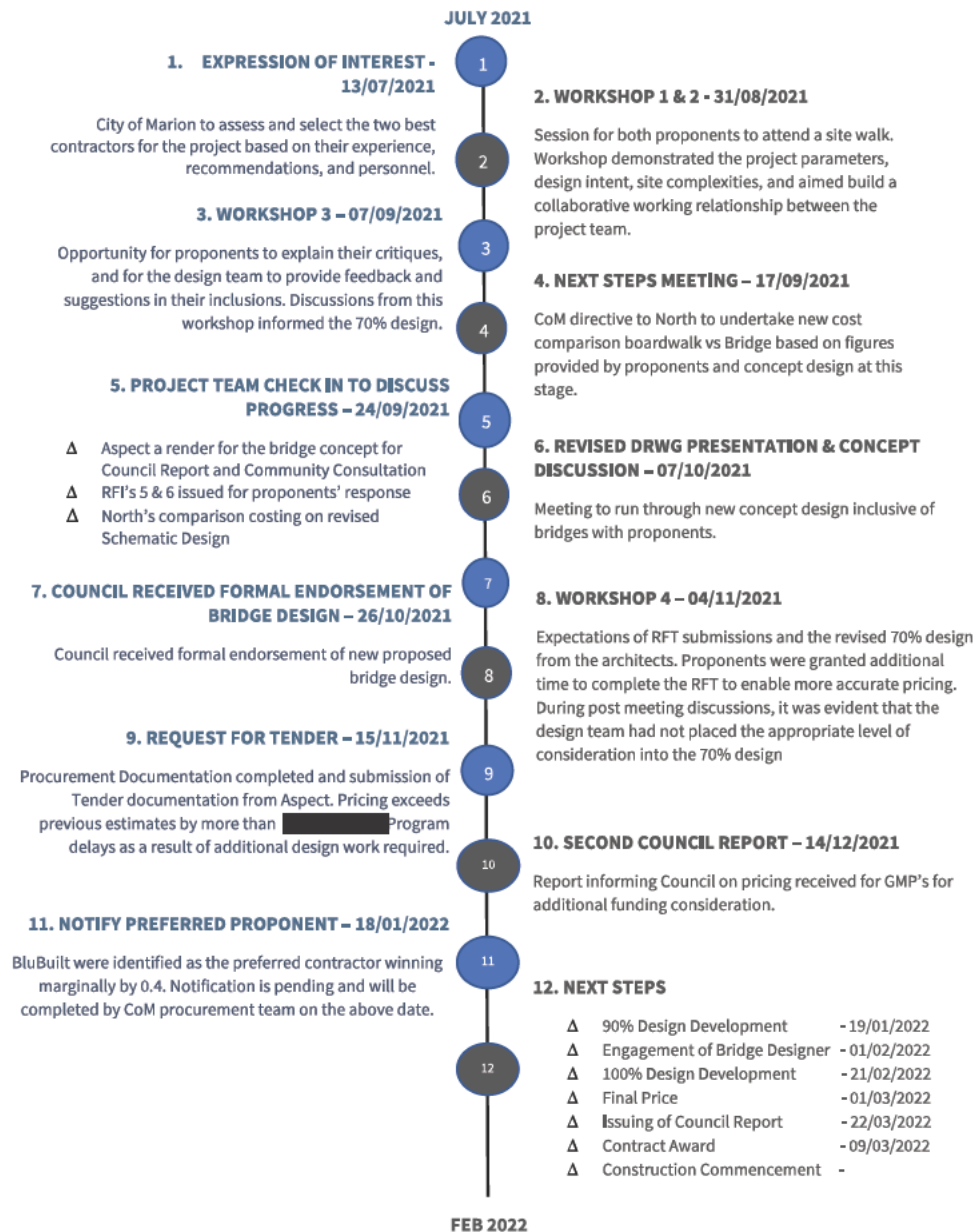 JULY 2021
1
1. EXPRESSION OF INTEREST -
13/07/2021
City of Marion to assess and select the two best
contractors for the project based on their experience,
recommendations, and personnel.
2
2. WORKSHOP 1 & 2 - 31/08/2021
Session for both proponents to attend a site walk.
Workshop demonstrated the project parameters,
design intent, site complexities, and aimed build a
collaborative working relationship between the
project team.
3. WORKSHOP 3 – 07/09/2021
Opportunity for proponents to explain their critiques,
and for the design team to provide feedback and
suggestions in their inclusions. Discussions from this
workshop informed the 70% design.
3
4. NEXT STEPS MEETING – 17/09/2021
CoM directive to North to undertake new cost
comparison boardwalk vs Bridge based on figures
provided by proponents and concept design at this
stage.
4
5. PROJECT TEAM CHECK IN TO DISCUSS
PROGRESS – 24/09/2021
Δ Aspect a render for the bridge concept for
Council Report and Community Consultation
Δ RFI's 5 & 6 issued for proponents' response
Δ North's comparison costing on revised
Schematic Design
5
6. REVISED DRWG PRESENTATION & CONCEPT
DISCUSSION – 07/10/2021
Meeting to run through new concept design inclusive of
bridges with proponents.
6
7. COUNCIL RECEIVED FORMAL ENDORSEMENT OF
BRIDGE DESIGN – 26/10/2021
Council received formal endorsement of new proposed
bridge design.
7
8. WORKSHOP 4 – 04/11/2021
Expectations of RFT submissions and the revised 70% design
from the architects. Proponents were granted additional
time to complete the RFT to enable more accurate pricing.
During post meeting discussions, it was evident that the
design team had not placed the appropriate level of
consideration into the 70% design
8
9. REQUEST FOR TENDER – 15/11/2021
Procurement Documentation completed and submission of
Tender documentation from Aspect. Pricing exceeds
previous estimates by more than Program
delays as a result of additional design work required.
9
10. SECOND COUNCIL REPORT – 14/12/2021
Report informing Council on pricing received for GMP's for
additional funding consideration.
10
11. NOTIFY PREFERRED PROPONENT – 18/01/2022
BluBuilt were identified as the preferred contractor winning
marginally by 0.4. Notification is pending and will be
completed by CoM procurement team on the above date.
11
12. NEXT STEPS
Δ 90% Design Development - 19/01/2022
Δ Engagement of Bridge Designer - 01/02/2022
Δ 100% Design Development - 21/02/2022
Δ Final Price - 01/03/2022
Δ Issuing of Council Report - 22/03/2022
Δ Contract Award - 09/03/2022
Δ Construction Commencement -
12
FEB 2022